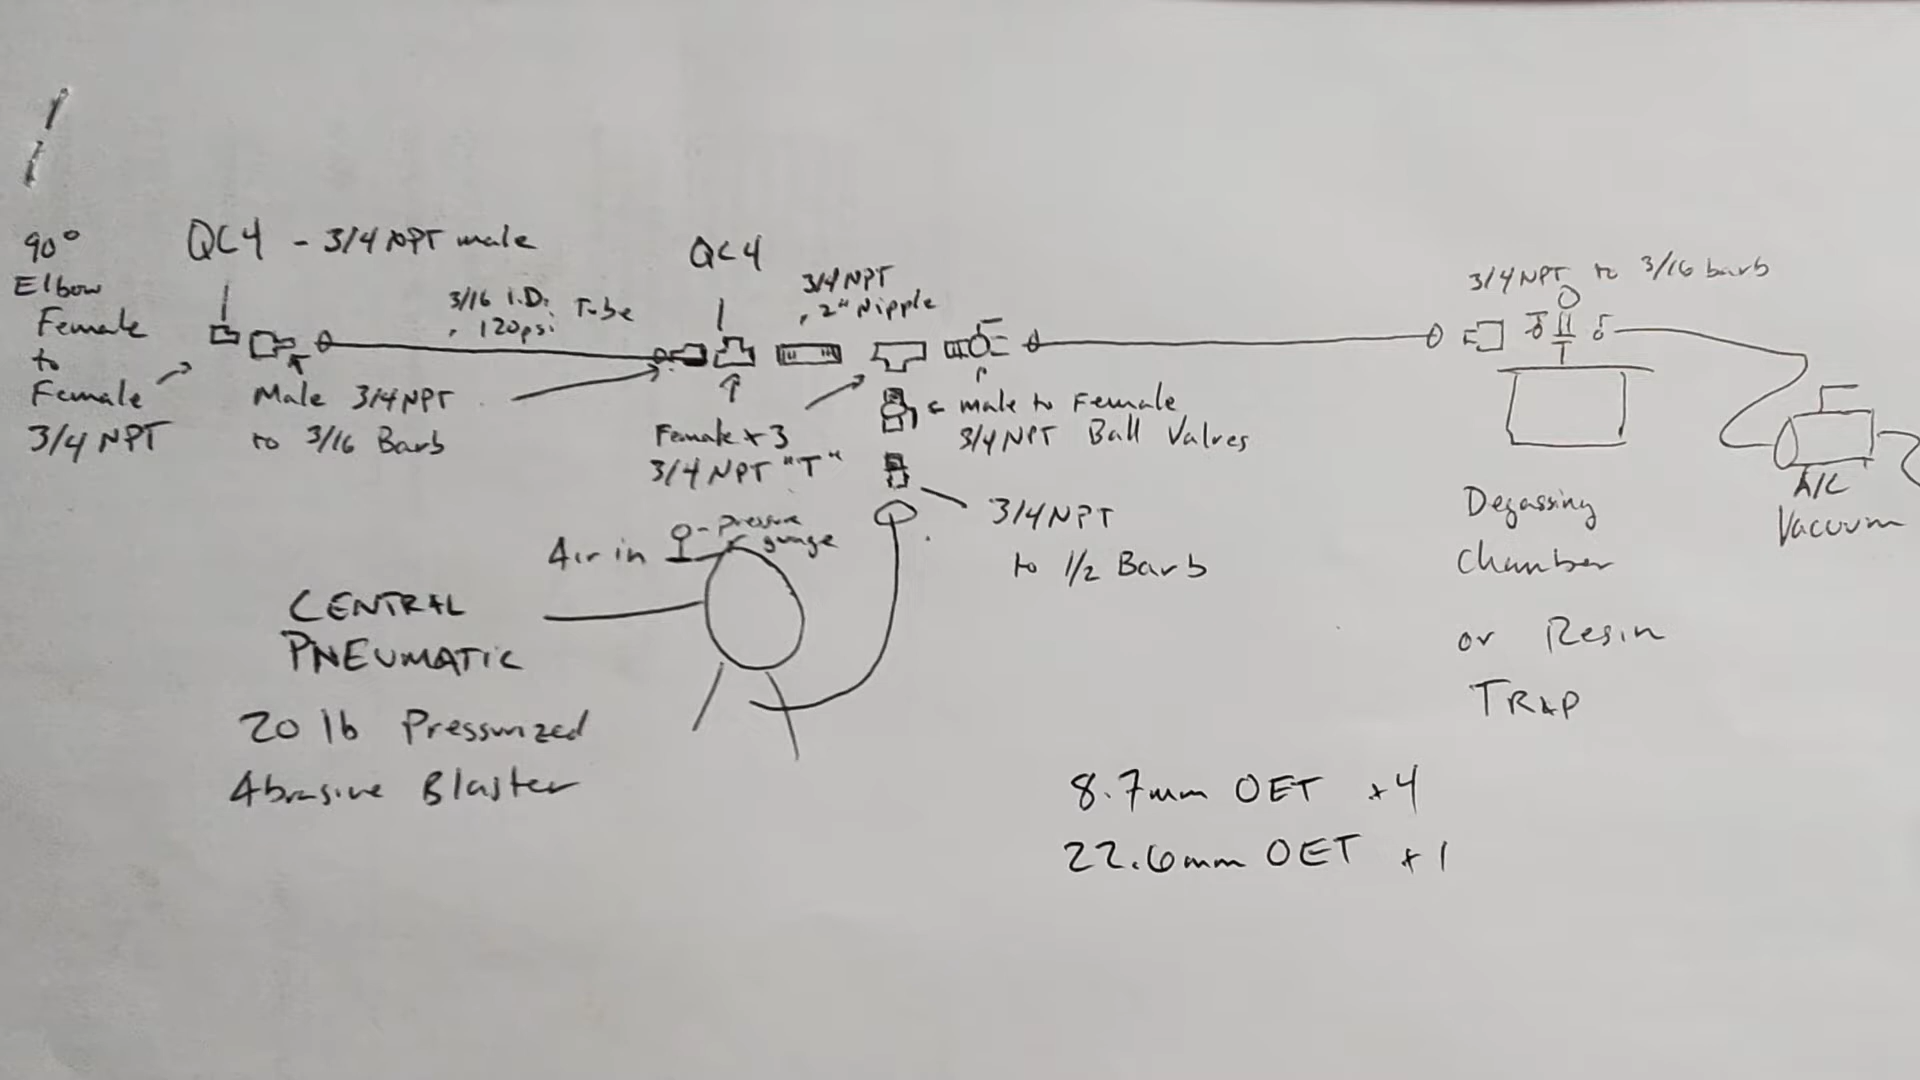 90°
Elbow
Female
to
Female
3/4 NPT
QC4 - 3/4 NPT male
Male 3/4 NPT
to 3/16 Barb
3/16 I.D. Tube
, 120psi
QC4
3/4 NPT
, 2" Nipple
Female x 3
3/4 NPT "T"
male to Female
3/4 NPT Ball Valves
3/4 NPT
to 1/2 Barb
3/4 NPT to 3/16 barb
Degassing
Chamber
or Resin
TRAP
A/C
Vacuum
Air in
- pressure
gunge
CENTRAL
PNEUMATIC
20 lb Pressurized
Abrasive Blaster
8.7mm OET x4
22.6mm OET x1